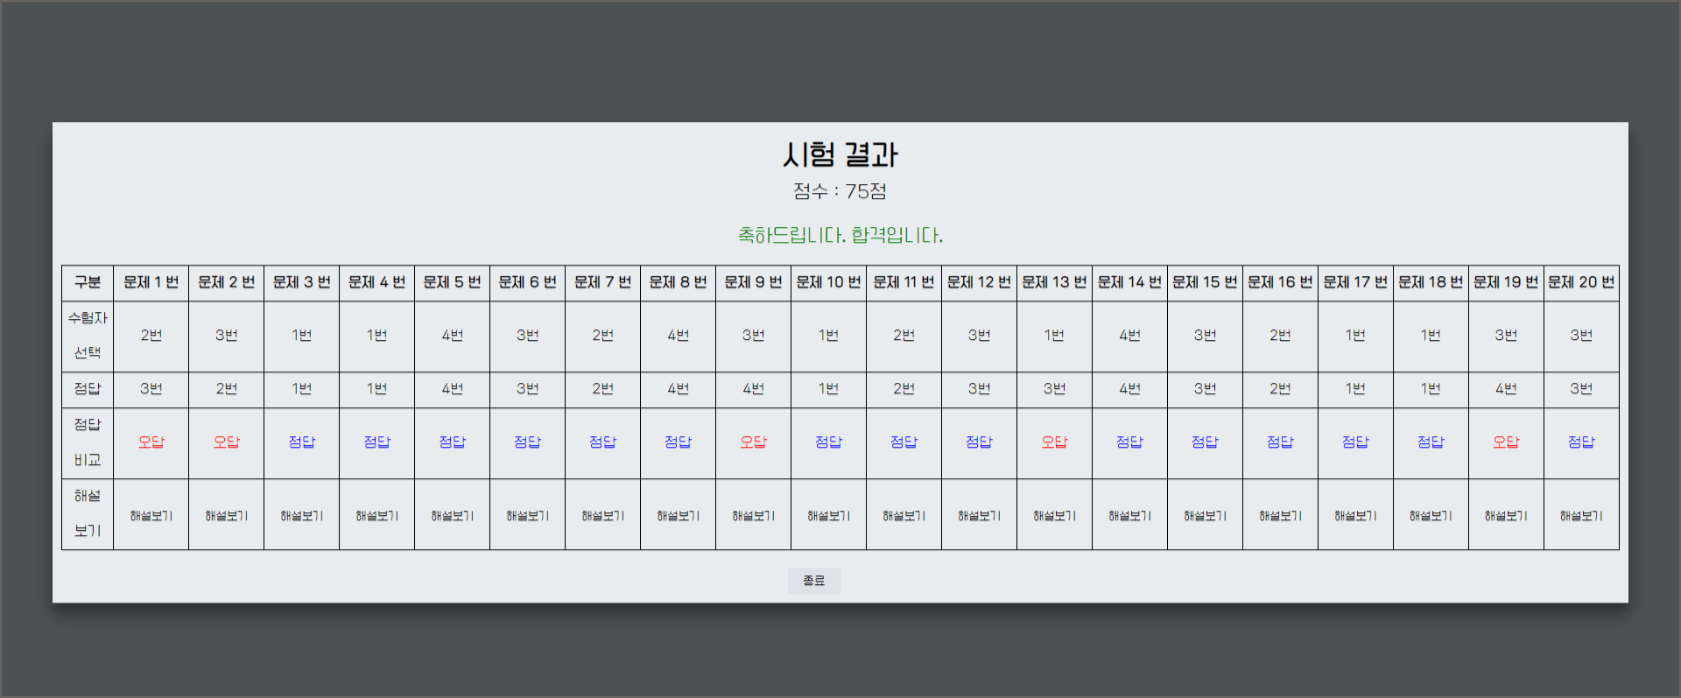 시험 결과
점수 : 75점
축하드립니다. 합격입니다.
구분 문제 1 번 문제 2 번 문제 3 번 문제 4 번 문제 5 번 문제 6 번 문제 7 번 문제 8 번 문제 9 번 문제 10 번 문제 11 번 문제 12 번 문제 13 번 문제 14 번 문제 15 번 문제 16 번 문제 17 번 문제 18 번 문제 19 번 문제 20 번
수험자
선택
2번 3번 1번 1번 4번 3번 2번 4번 3번 1번 2번 3번 1번 4번 3번 2번 1번 1번 3번 3번
정답 3번 2번 1번 1번 4번 3번 2번 4번 4번 1번 2번 3번 3번 4번 3번 2번 1번 1번 4번 3번
정답
비교
오답 오답 정답 정답 정답 정답 정답 정답 오답 정답 정답 정답 오답 정답 정답 정답 정답 정답 오답 정답
해설
보기
해설보기 해설보기 해설보기 해설보기 해설보기 해설보기 해설보기 해설보기 해설보기 해설보기 해설보기 해설보기 해설보기 해설보기 해설보기 해설보기 해설보기 해설보기 해설보기 해설보기
종료